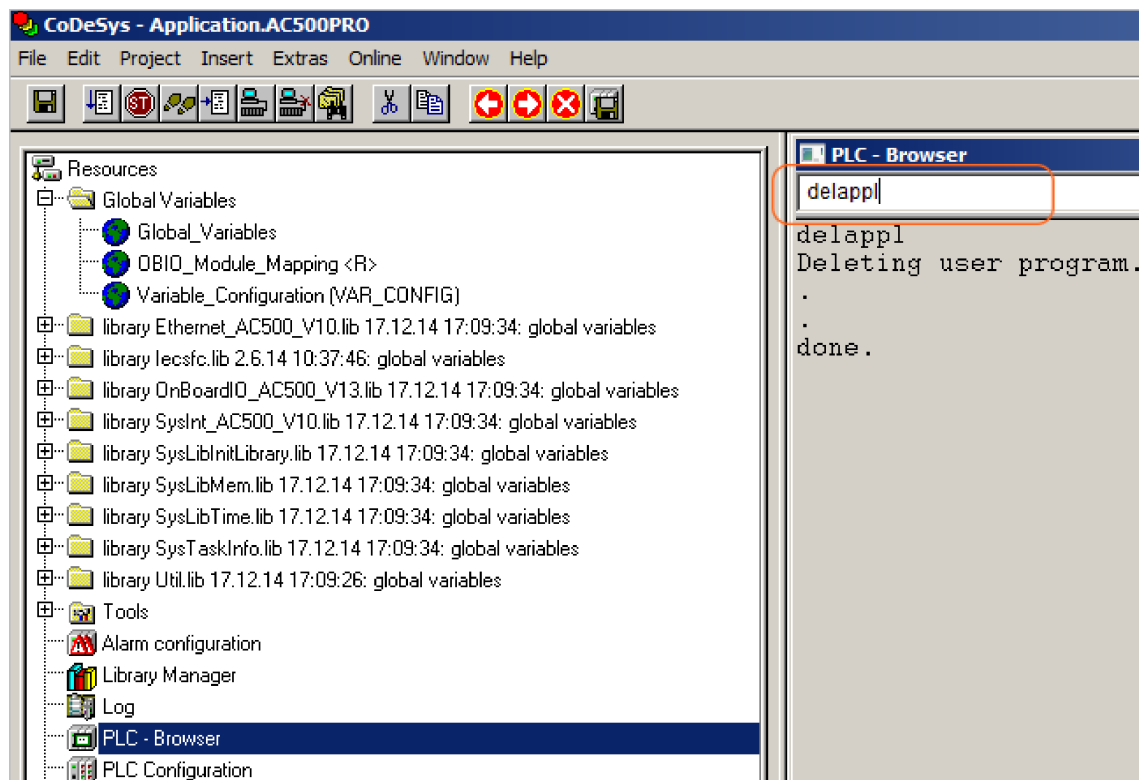 CoDeSys - Application.AC500PRO
File Edit Project Insert Extras Online Window Help
ST
Resources
Global Variables
Global_Variables
OBIO_Module_Mapping <R>
Variable_Configuration (VAR_CONFIG)
library Ethernet_AC500_V10.lib 17.12.14 17:09:34: global variables
library Iecsfc.lib 2.6.14 10:37:46: global variables
library OnBoardIO_AC500_V13.lib 17.12.14 17:09:34: global variables
library SysInt_AC500_V10.lib 17.12.14 17:09:34: global variables
library SysLibInitLibrary.lib 17.12.14 17:09:34: global variables
library SysLibMem.lib 17.12.14 17:09:34: global variables
library SysLibTime.lib 17.12.14 17:09:34: global variables
library SysTaskInfo.lib 17.12.14 17:09:34: global variables
library Util.lib 17.12.14 17:09:26: global variables
Tools
Alarm configuration
Library Manager
Log
PLC - Browser
PLC Configuration
PLC - Browser
delappl
delappl
Deleting user program.
.
.
done.